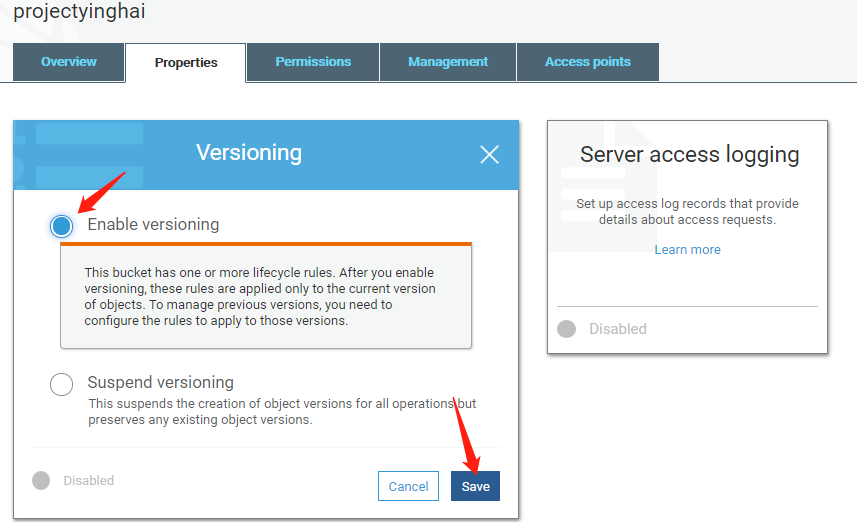 projectyinghai
Overview
Properties
Permissions
Management
Access points
Versioning
Enable versioning
This bucket has one or more lifecycle rules. After you enable
versioning, these rules are applied only to the current version
of objects. To manage previous versions, you need to
configure the rules to apply to those versions.
Suspend versioning
This suspends the creation of object versions for all operations but
preserves any existing object versions.
Disabled
Cancel
Save
Server access logging
Set up access log records that provide
details about access requests.
Learn more
Disabled